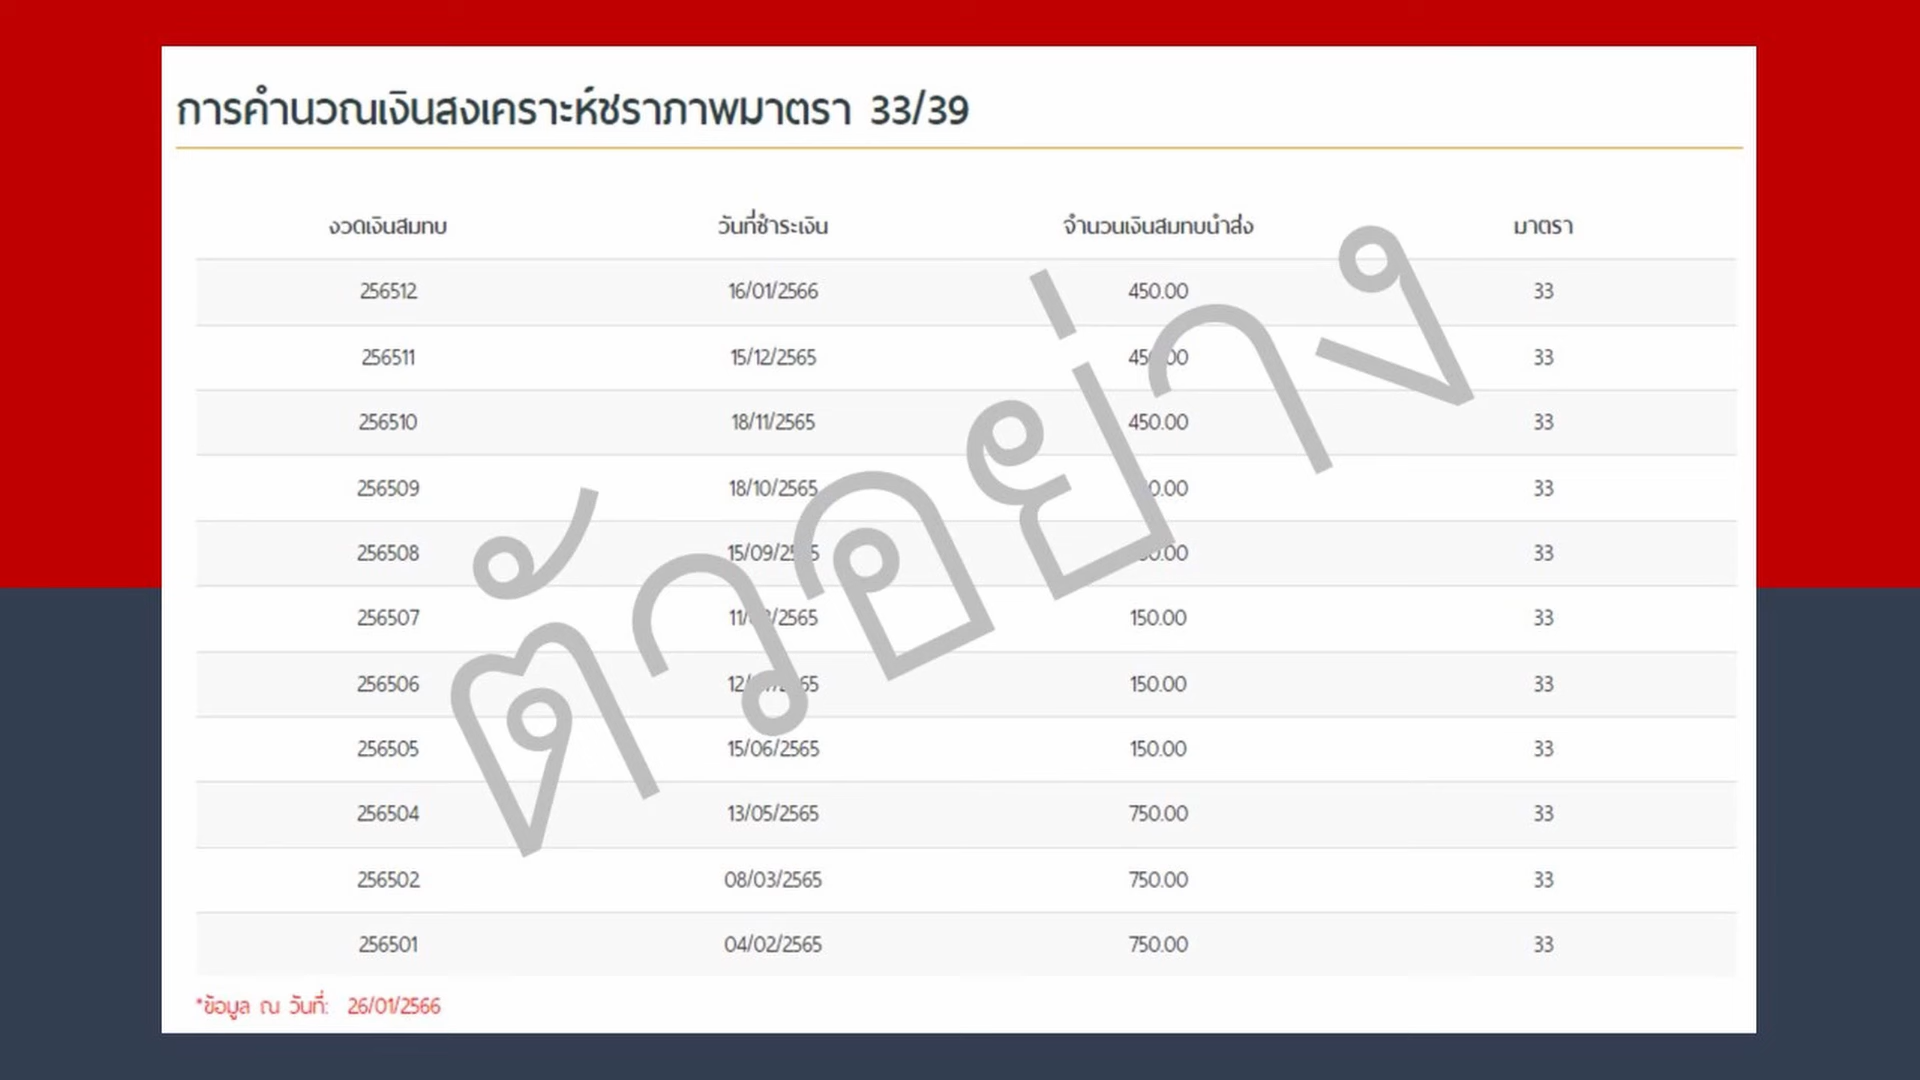 การคำนวณเงินสงเคราะห์ชราภาพมาตรา 33/39
งวดเงินสมทบ วันที่ชำระเงิน จำนวนเงินสมทบนำส่ง มาตรา
256512 16/01/2566 450.00 33
256511 15/12/2565 33
256510 18/11/2565 450.00 33
256509 18/10/2565 33
256508 33
256507 150.00 33
256506 150.00 33
256505 15/06/2565 150.00 33
256504 13/05/2565 750.00 33
256502 08/03/2565 750.00 33
256501 04/02/2565 750.00 33
*ข้อมูล ณ วันที่: 26/01/2566
ตัวอย่าง